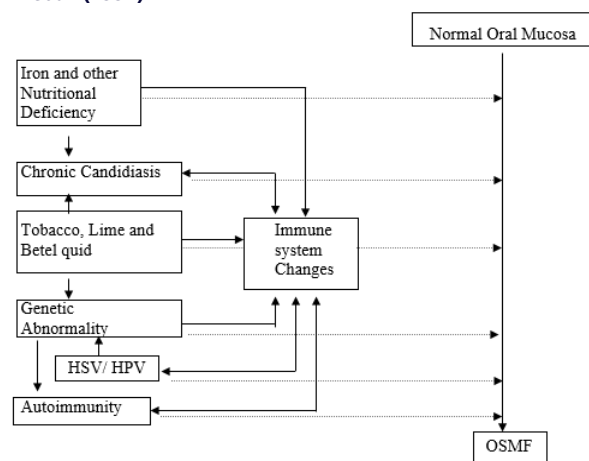 Normal Oral Mucosa
Iron and other
Nutritional
Deficiency
Chronic Candidiasis
Tobacco, Lime and
Betel quid
Immune
system
Changes
Genetic
Abnormality
HSV/ HPV
Autoimmunity
OSMF